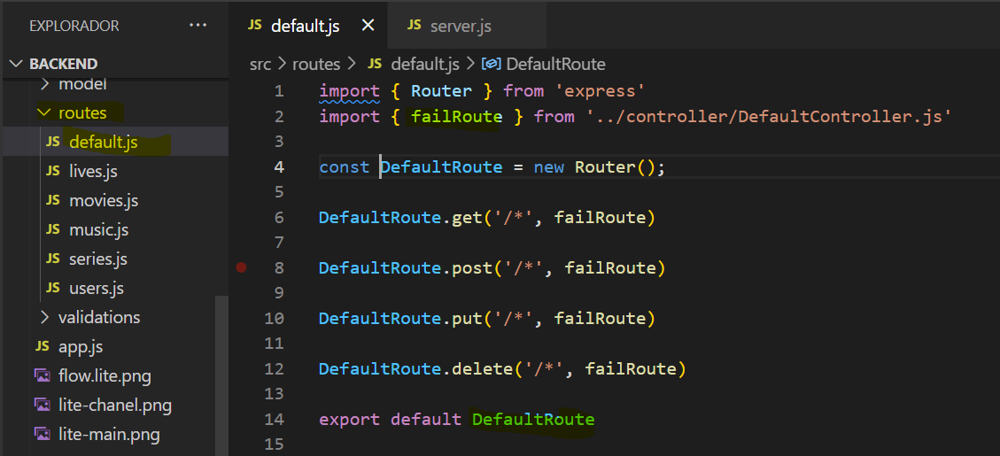 EXPLORADOR ···
BACKEND
model
routes
JS default.js
JS lives.js
JS movies.js
JS music.js
JS series.js
JS users.js
validations
JS app.js
flow.lite.png
lite-chanel.png
lite-main.png
JS default.js × JS server.js
src > routes > JS default.js > DefaultRoute
1 import { Router } from 'express'
2 import { failRoute } from '../controller/DefaultController.js'
3
4 const DefaultRoute = new Router();
5
6 DefaultRoute.get('/*', failRoute)
7
8 DefaultRoute.post('/*', failRoute)
9
10 DefaultRoute.put('/*', failRoute)
11
12 DefaultRoute.delete('/*', failRoute)
13
14 export default DefaultRoute
15